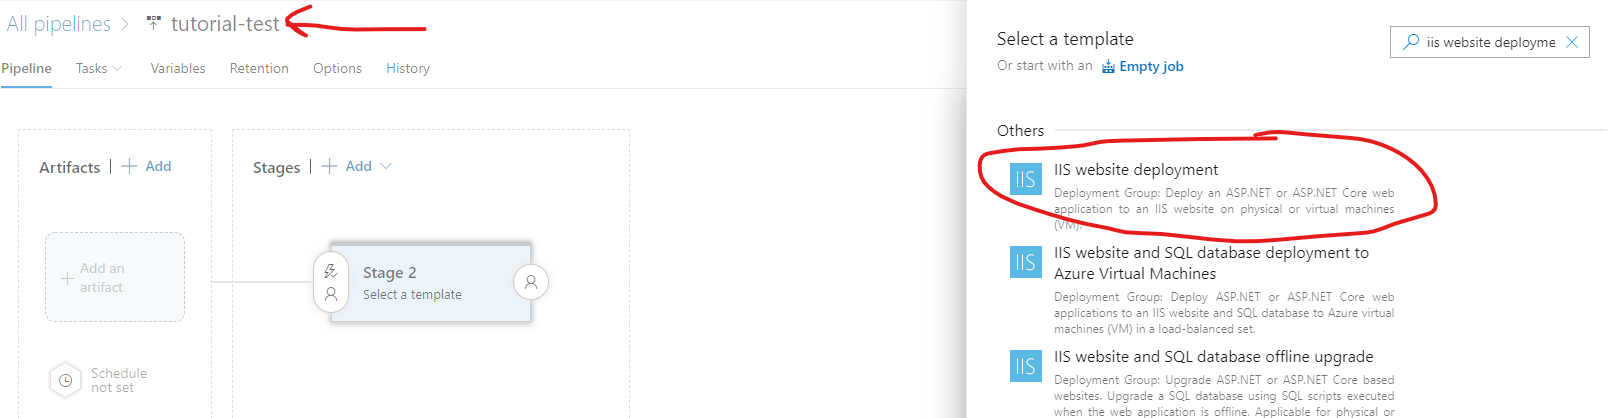 All pipelines > tutorial-test
Pipeline Tasks Variables Retention Options History
Artifacts | + Add
Stages | + Add
+ Add an
artifact
Stage 2
Select a template
Schedule
not set
Select a template
iis website deployme
Or start with an Empty job
Others
IIS
IIS website deployment
Deployment Group: Deploy an ASP.NET or ASP.NET Core web
application to an IIS website on physical or virtual machines
(VM).
IIS
IIS website and SQL database deployment to
Azure Virtual Machines
Deployment Group: Deploy ASP.NET or ASP.NET Core web
applications to an IIS website and SQL database to Azure virtual
machines (VM) in a load-balanced set.
IIS
IIS website and SQL database offline upgrade
Deployment Group: Upgrade ASP.NET or ASP.NET Core based
websites. Upgrade a SQL database using SQL scripts executed
when the web application is offline. Applicable for physical or